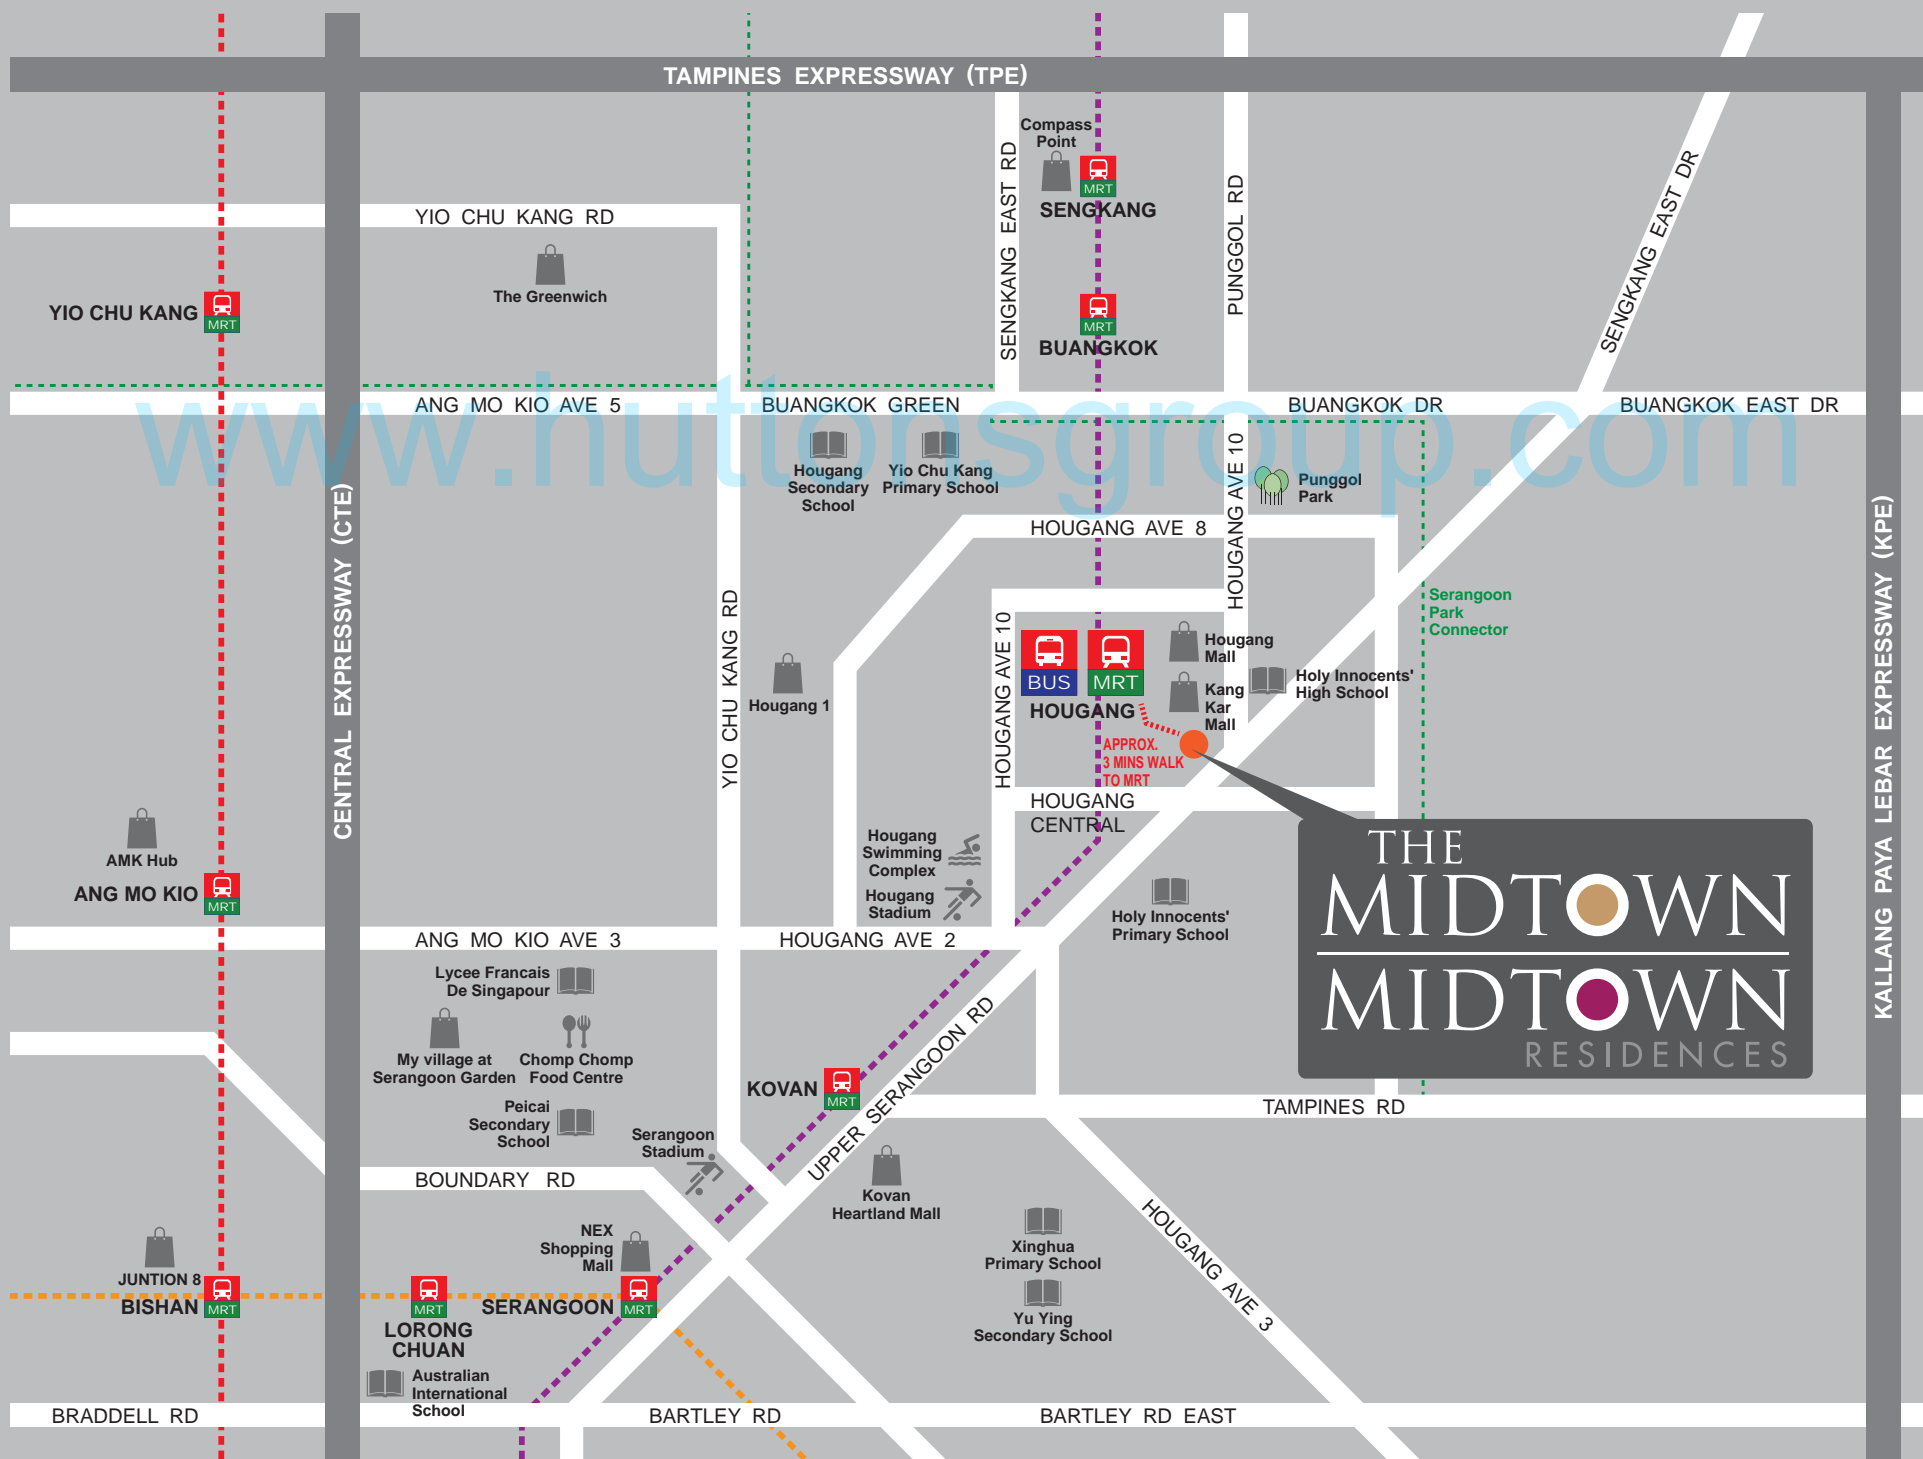 TAMPINES EXPRESSWAY (TPE)
Compass
Point
MRT
SENGKANG
SENGKANG EAST RD
PUNGGOL RD
SENGKANG EAST DR
YIO CHU KANG RD
The Greenwich
YIO CHU KANG
MRT
MRT
BUANGKOK
ANG MO KIO AVE 5
BUANGKOK GREEN
BUANGKOK DR
BUANGKOK EAST DR
www.huttonsgroup.com
Hougang
Secondary
School
Yio Chu Kang
Primary School
HOUGANG AVE 10
Punggol
Park
CENTRAL EXPRESSWAY (CTE)
KALLANG PAYA LEBAR EXPRESSWAY (KPE)
HOUGANG AVE 8
YIO CHU KANG RD
Serangoon
Park
Connector
HOUGANG AVE 10
BUS
MRT
HOUGANG
Hougang
Mall
Kang
Kar
Mall
Holy Innocents'
High School
Hougang 1
APPROX.
3 MINS WALK
TO MRT
HOUGANG
CENTRAL
AMK Hub
ANG MO KIO
MRT
Hougang
Swimming
Complex
Hougang
Stadium
Holy Innocents'
Primary School
THE
MIDTOWN
MIDTOWN
RESIDENCES
ANG MO KIO AVE 3
HOUGANG AVE 2
Lycee Francais
De Singapour
My village at
Serangoon Garden
Chomp Chomp
Food Centre
Peicai
Secondary
School
KOVAN
MRT
UPPER SERANGOON RD
TAMPINES RD
Serangoon
Stadium
BOUNDARY RD
Kovan
Heartland Mall
HOUGANG AVE 3
NEX
Shopping
Mall
Xinghua
Primary School
Yu Ying
Secondary School
JUNTION 8
BISHAN
MRT
MRT
LORONG
CHUAN
SERANGOON
MRT
Australian
International
School
BRADDELL RD
BARTLEY RD
BARTLEY RD EAST